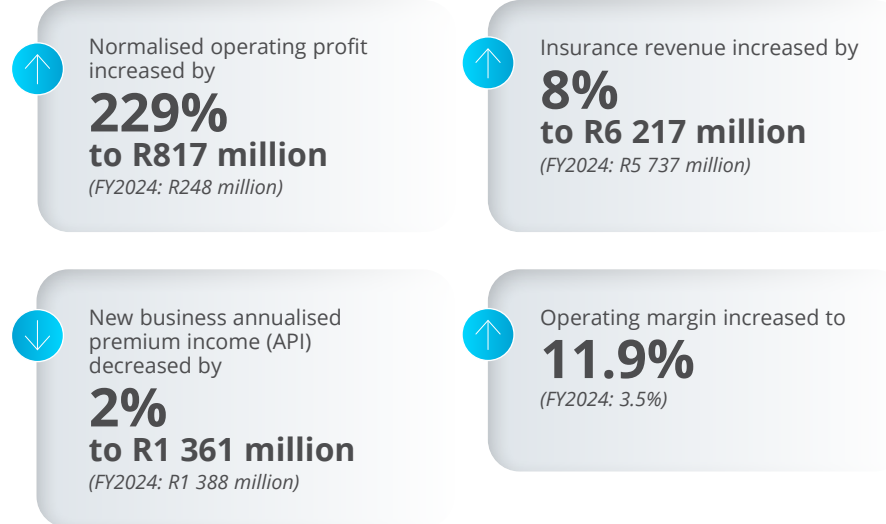 Normalised operating profit
increased by
229%
to R817 million
(FY2024: R248 million)
Insurance revenue increased by
8%
to R6 217 million
(FY2024: R5 737 million)
New business annualised
premium income (API)
decreased by
2%
to R1 361 million
(FY2024: R1 388 million)
Operating margin increased to
11.9%
(FY2024: 3.5%)